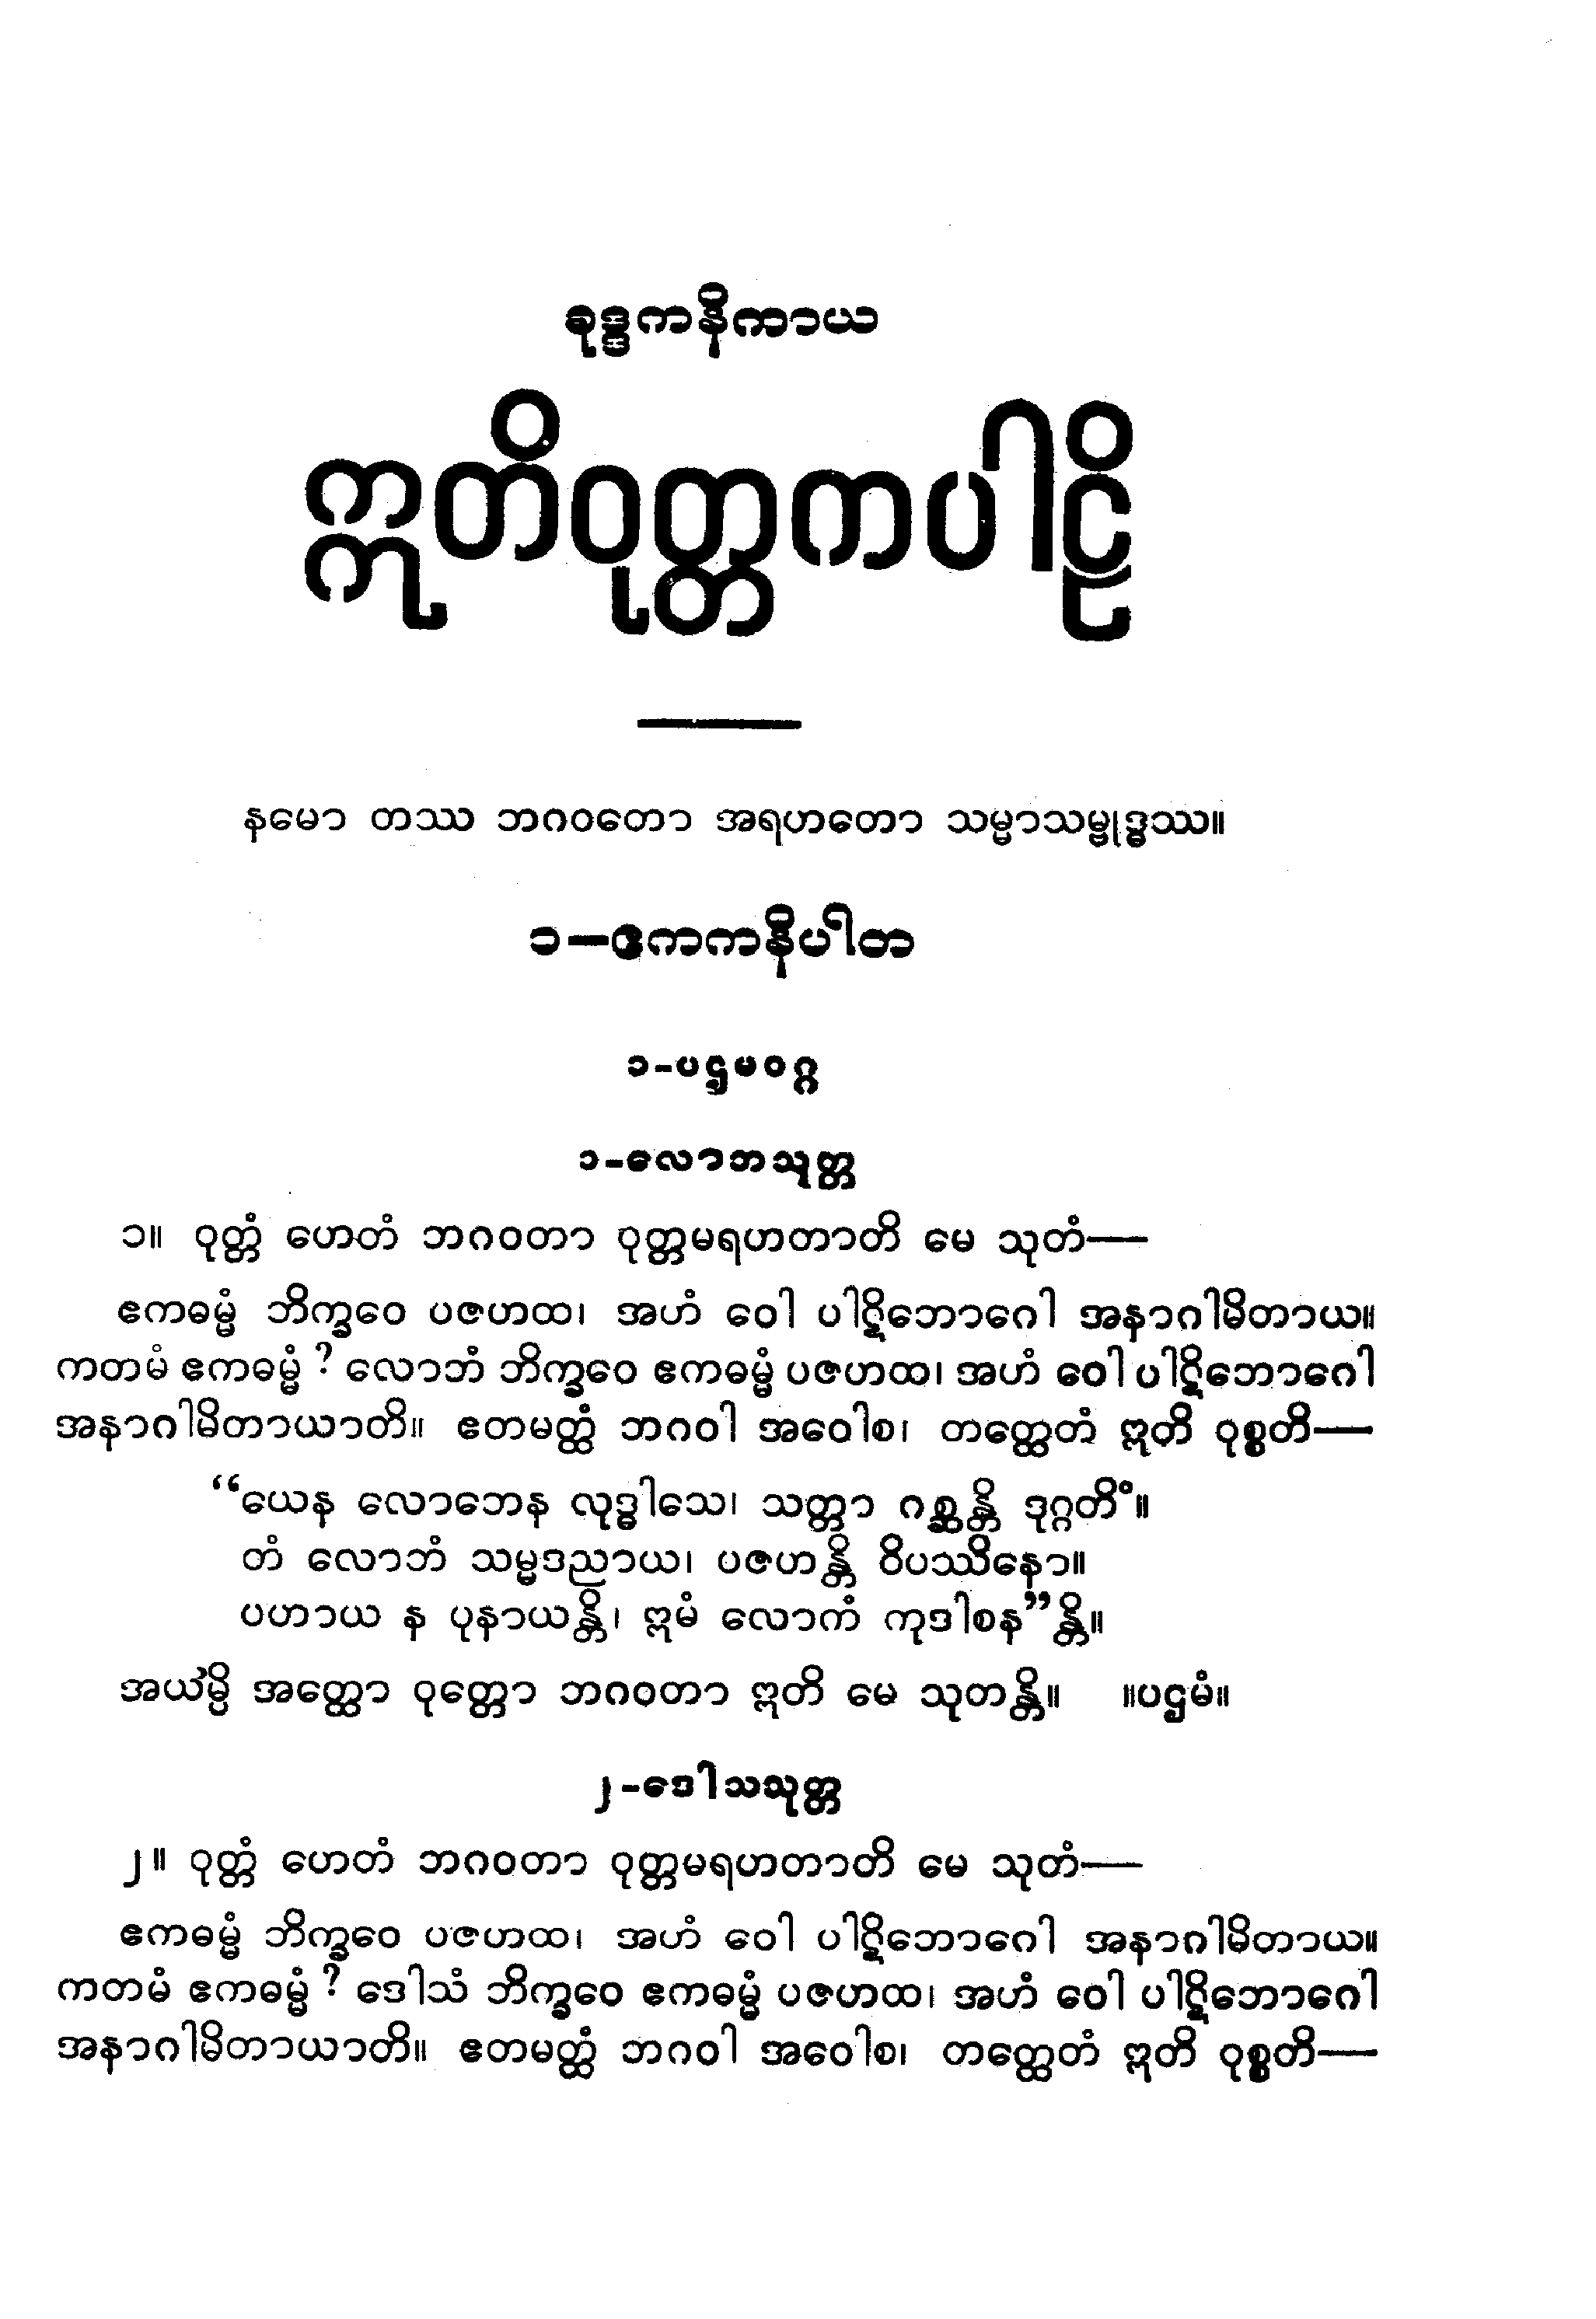 ခုဒ္ဒကနိကာယ
ဣတိဝုတ္တကပါဠိ
နမော တဿ ဘဂဝတော အရဟတော သမ္မာသမ္ဗုဒ္ဓဿ။
၁—ဧကကနိပါတ
၁-ပဌမဝဂ္ဂ
၁-လောဘသုတ္တ
၁။ ဝုတ္တံ ဟေတံ ဘဂဝတာ ဝုတ္တမရဟတာတိ မေ သုတံ—
ဧကဓမ္မံ ဘိက္ခဝေ ပဇဟထ၊ အဟံ ဝေါ ပါဋိဘောဂေါ အနာဂါမိတာယ။
ကတမံ ဧကဓမ္မံ ? လောဘံ ဘိက္ခဝေ ဧကဓမ္မံ ပဇဟထ၊ အဟံ ဝေါ ပါဋိဘောဂေါ
အနာဂါမိတာယာတိ။ ဧတမတ္ထံ ဘဂဝါ အဝေါစ၊ တတ္ထေတံ ဣတိ ဝုစ္စတိ—
“ယေန လောဘေန လုဒ္ဓါသေ၊ သတ္တာ ဂစ္ဆန္တိ ဒုဂ္ဂတိံ။
တံ လောဘံ သမ္မဒညာယ၊ ပဇဟန္တိ ဝိပဿိနော။
ပဟာယ န ပုနာယန္တိ၊ ဣမံ လောကံ ကုဒါစန”န္တိ။
အယံမ္ပိ အတ္ထော ဝုတ္တော ဘဂဝတာ ဣတိ မေ သုတန္တိ။ ။ပဌမံ။
၂-ဒေါသသုတ္တ
၂။ ဝုတ္တံ ဟေတံ ဘဂဝတာ ဝုတ္တမရဟတာတိ မေ သုတံ—
ဧကဓမ္မံ ဘိက္ခဝေ ပဇဟထ၊ အဟံ ဝေါ ပါဋိဘောဂေါ အနာဂါမိတာယ။
ကတမံ ဧကဓမ္မံ ? ဒေါသံ ဘိက္ခဝေ ဧကဓမ္မံ ပဇဟထ၊ အဟံ ဝေါ ပါဋိဘောဂေါ
အနာဂါမိတာယာတိ။ ဧတမတ္ထံ ဘဂဝါ အဝေါစ၊ တတ္ထေတံ ဣတိ ဝုစ္စတိ—